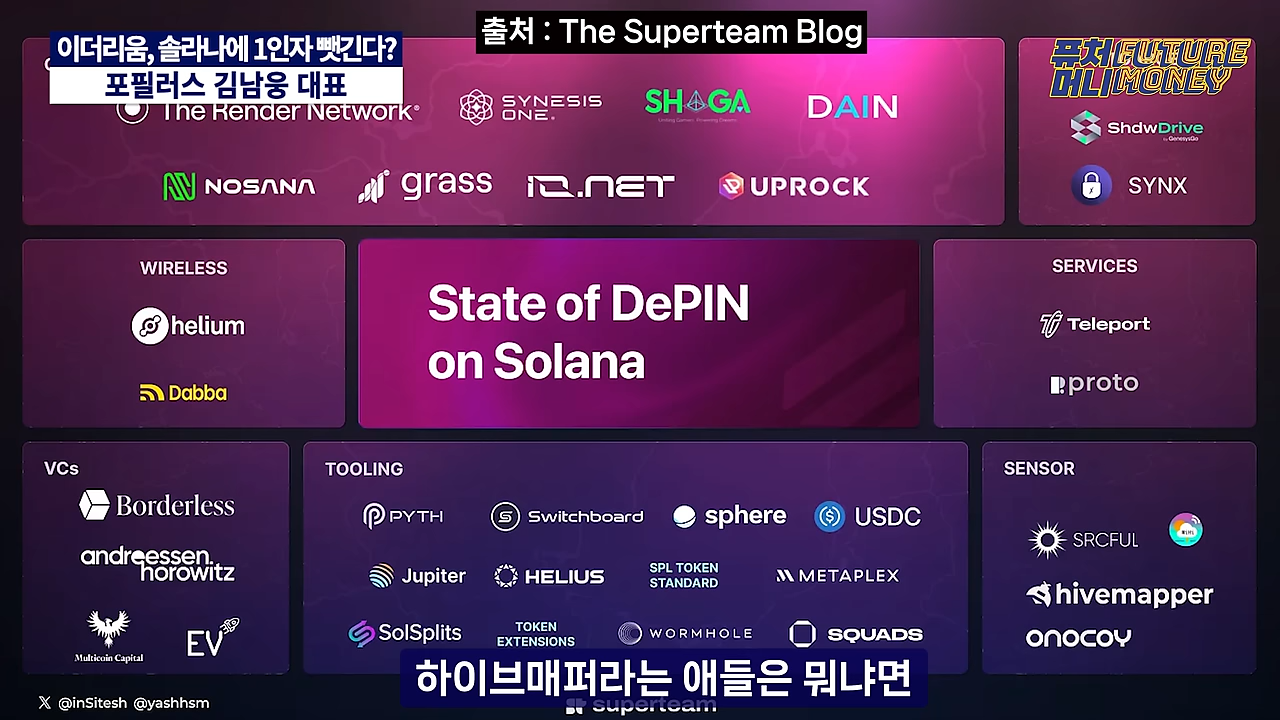 출처 : The Superteam Blog
이더리움, 솔라나에 1인자 뺏긴다?
포필러스 김남웅 대표
퓨처 FUTURE
머니 MONEY
The Render Network
SYNESIS
ONE
SHAGA
DAIN
NOSANA
grass
IO.NET
UPROCK
ShdwDrive
by GenesysGo
SYNX
WIRELESS
helium
Dabba
State of DePIN
on Solana
SERVICES
Teleport
proto
VCs
Borderless
andreessen
horowitz
Multicoin Capital
EV
TOOLING
PYTH
Switchboard
sphere
USDC
Jupiter
HELIUS
SPL TOKEN
STANDARD
METAPLEX
SolSplits
TOKEN
EXTENSIONS
WORMHOLE
SQUADS
SENSOR
SRCFUL
hivemapper
onocoy
하이브매퍼라는 애들은 뭐냐면
X @inSitesh @yashhsm
superteam